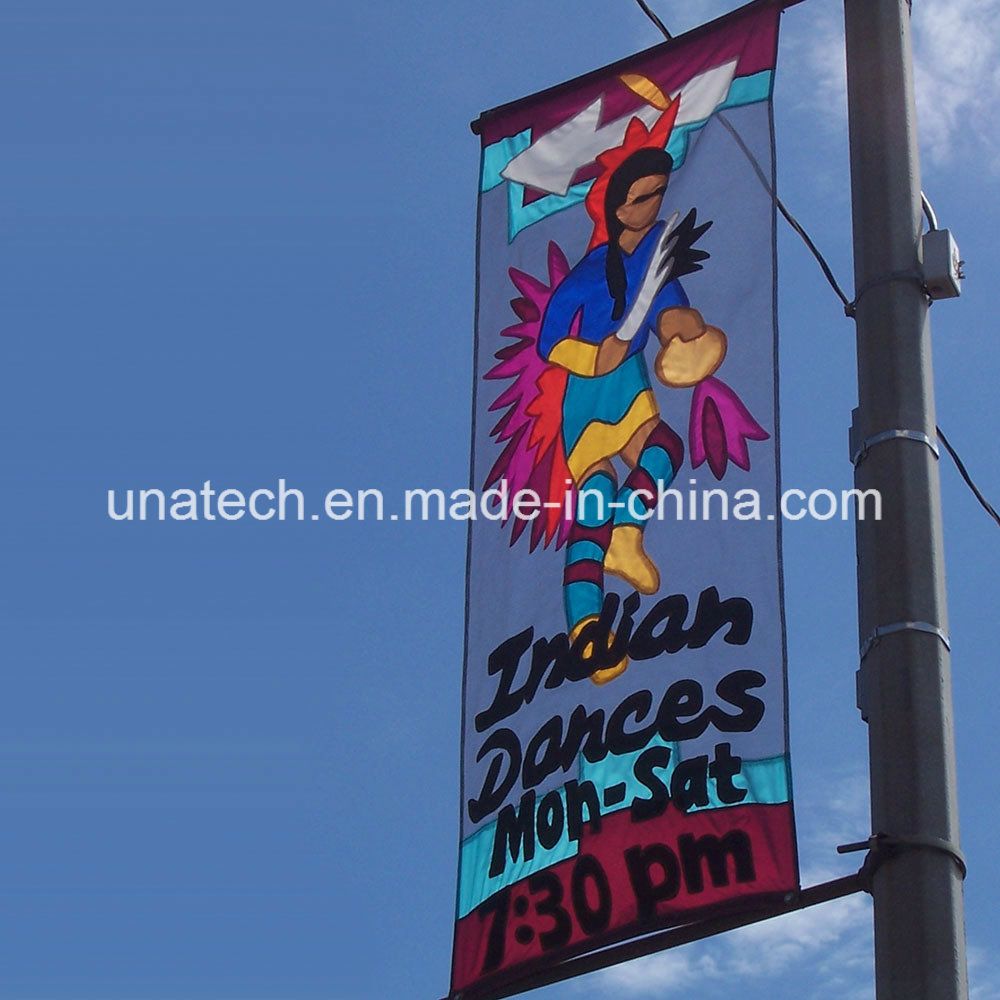 unatech.en.made-in-china.com
Indian
Dances
Mon-Sat
7:30 pm